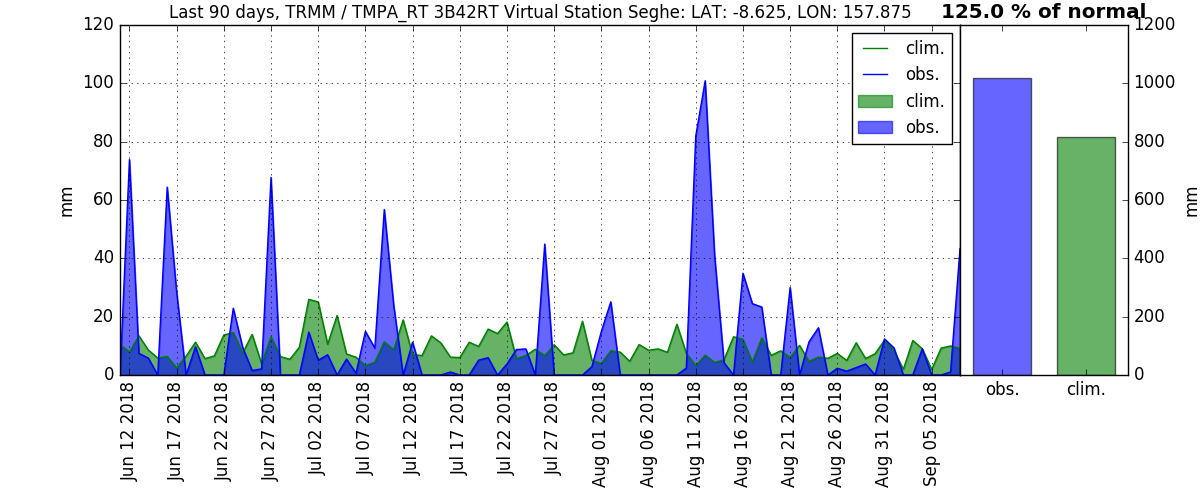 Last 90 days, TRMM / TMPA_RT 3B42RT Virtual Station Seghe: LAT: -8.625, LON: 157.875
125.0 % of normal
mm
120
100
80
60
40
20
0
clim.
obs.
clim.
obs.
Jun 12 2018
Jun 17 2018
Jun 22 2018
Jun 27 2018
Jul 02 2018
Jul 07 2018
Jul 12 2018
Jul 17 2018
Jul 22 2018
Jul 27 2018
Aug 01 2018
Aug 06 2018
Aug 11 2018
Aug 16 2018
Aug 21 2018
Aug 26 2018
Aug 31 2018
Sep 05 2018
1200
1000
800
600
400
200
0
mm
obs.
clim.